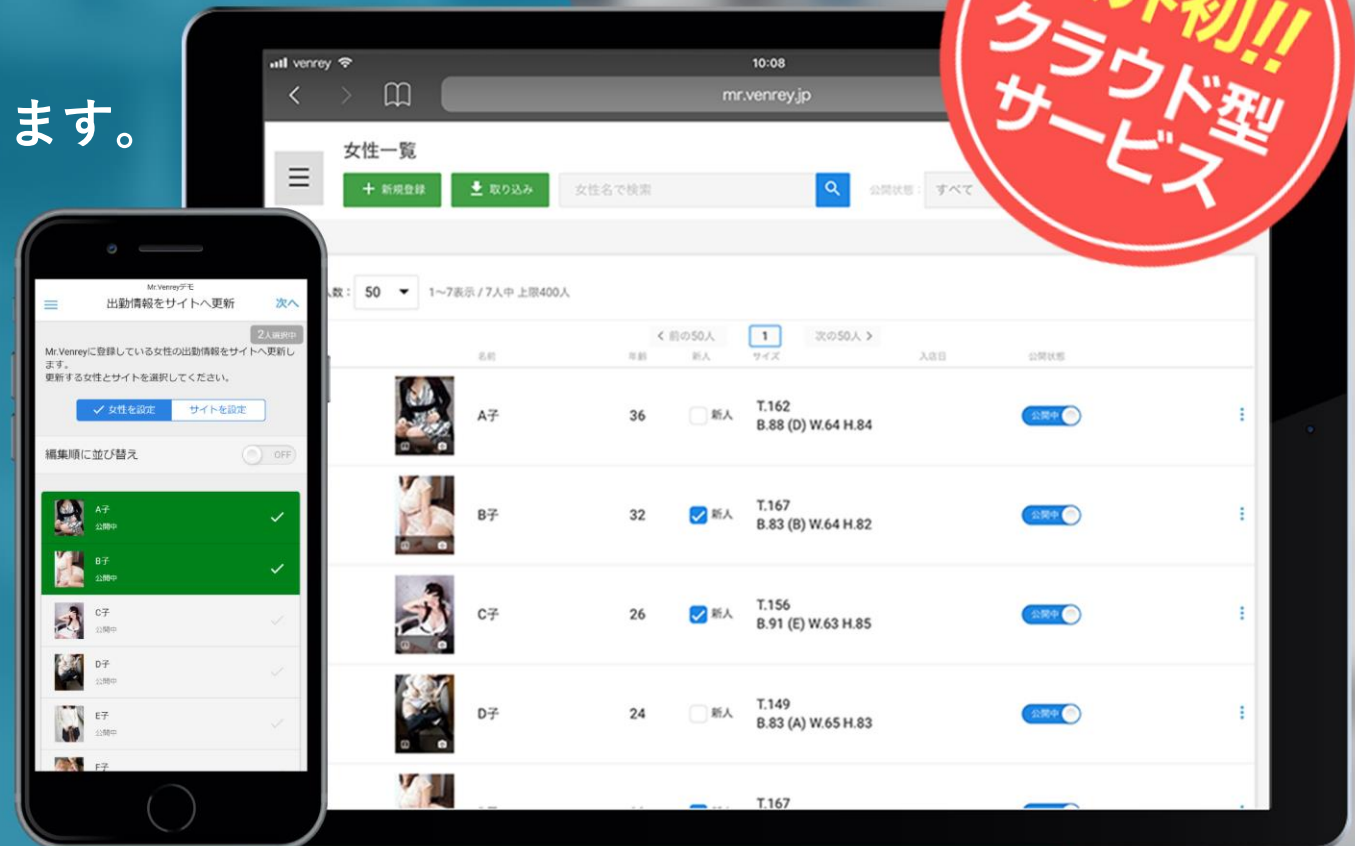 ます。
初!!
クラウド型
サービス
venrey
10:08
mr.venrey.jp
女性一覧
+ 新規登録
取り込み
女性名で検索
公開状態:
すべて
数: 50
1〜7表示 / 7人中 上限400人
< 前の50人
1
次の50人 >
名前
年齢
新人
サイズ
入店日
公開状態
A子
36
新人
T.162
B.88 (D) W.64 H.84
公開中
B子
32
新人
T.167
B.83 (B) W.64 H.82
公開中
C子
26
新人
T.156
B.91 (E) W.63 H.85
公開中
D子
24
新人
T.149
B.83 (A) W.65 H.83
公開中
T.167
Mr.Venreyデモ
出勤情報をサイトへ更新
次へ
2人選択中
Mr.Venreyに登録している女性の出勤情報をサイトへ更新し
ます。
更新する女性とサイトを選択してください。
女性を設定
サイトを設定
編集順に並び替え
OFF
A子
公開中
B子
公開中
C子
公開中
D子
公開中
E子
公開中
F子